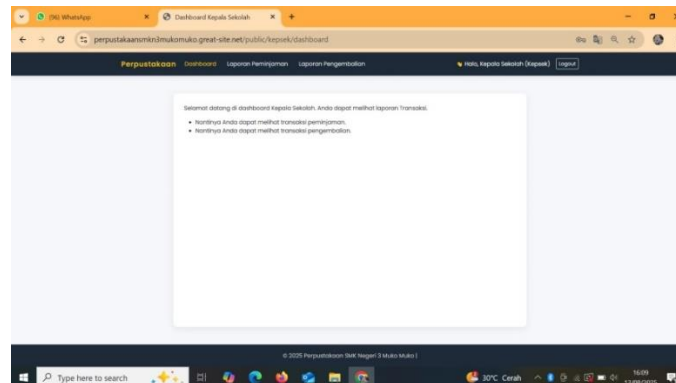 (96) WhatsApp
Dashboard Kepala Sekolah
perpustakaansmkn3mukomuko.great-site.net/public/kepsek/dashboard
Perpustakaan Dashboard Laporan Peminjaman Laporan Pengembalian Halo, Kepala Sekolah (Kepsek) Logout
Selamat datang di dashboard Kepala Sekolah. Anda dapat melihat laporan Transaksi.
• Nantinya Anda dapat melihat transaksi peminjaman.
• Nantinya Anda dapat melihat transaksi pengembalian.
© 2025 Perpustakaan SMK Negeri 3 Muko Muko |
Type here to search
30°C Cerah
16:09